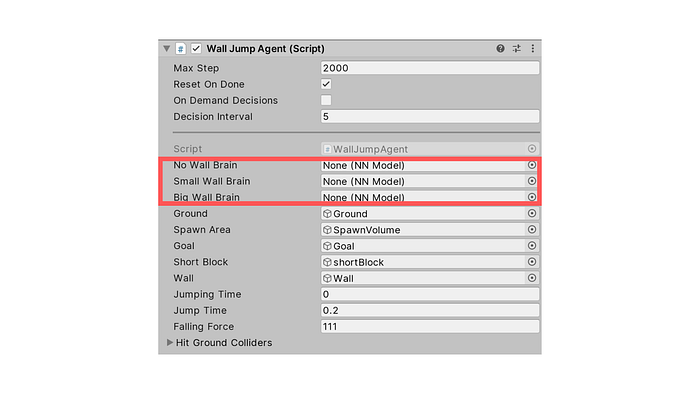 Wall Jump Agent (Script)
Max Step 2000
Reset On Done
On Demand Decisions
Decision Interval 5
Script WallJumpAgent
No Wall Brain None (NN Model)
Small Wall Brain None (NN Model)
Big Wall Brain None (NN Model)
Ground Ground
Spawn Area SpawnVolume
Goal Goal
Short Block shortBlock
Wall Wall
Jumping Time 0
Jump Time 0.2
Falling Force 111
Hit Ground Colliders